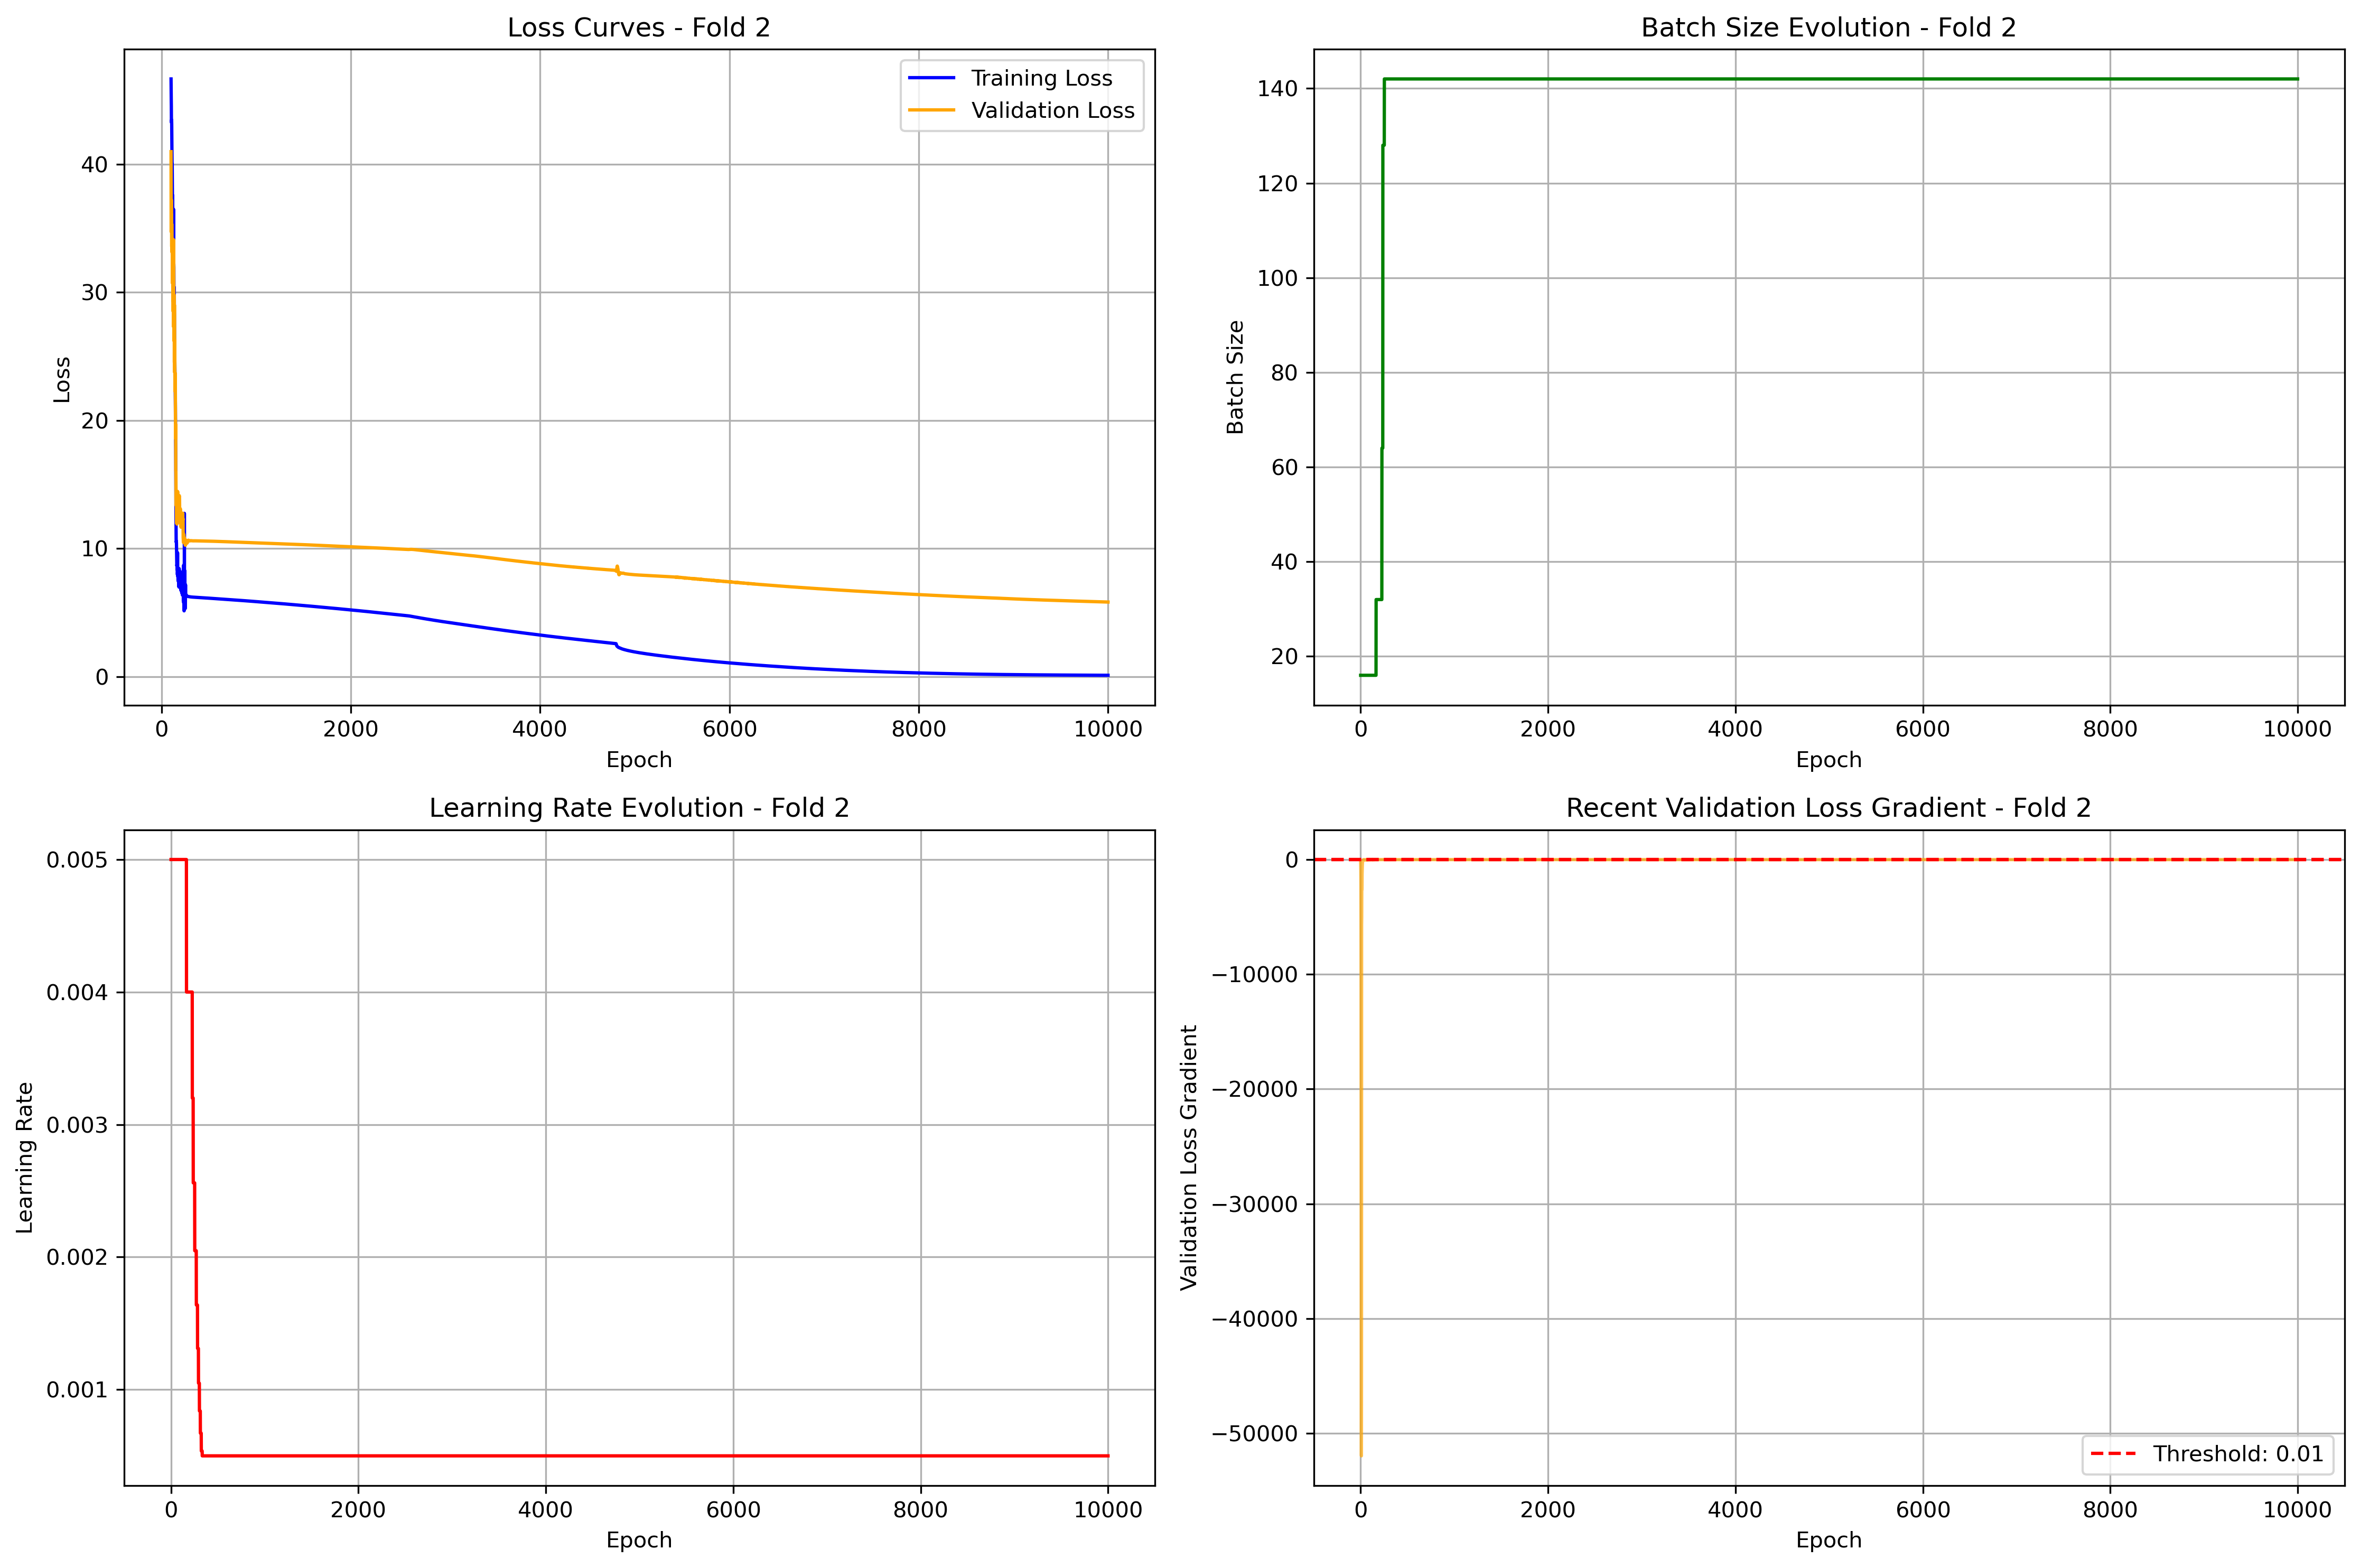 Loss Curves - Fold 2
Training Loss
Validation Loss
40
30
20
10
0
Loss
0 2000 4000 6000 8000 10000
Epoch
Batch Size Evolution - Fold 2
140
120
100
80
60
40
20
Batch Size
0 2000 4000 6000 8000 10000
Epoch
Learning Rate Evolution - Fold 2
0.005
0.004
0.003
0.002
0.001
Learning Rate
0 2000 4000 6000 8000 10000
Epoch
Recent Validation Loss Gradient - Fold 2
0
−10000
−20000
−30000
−40000
−50000
Validation Loss Gradient
Threshold: 0.01
0 2000 4000 6000 8000 10000
Epoch